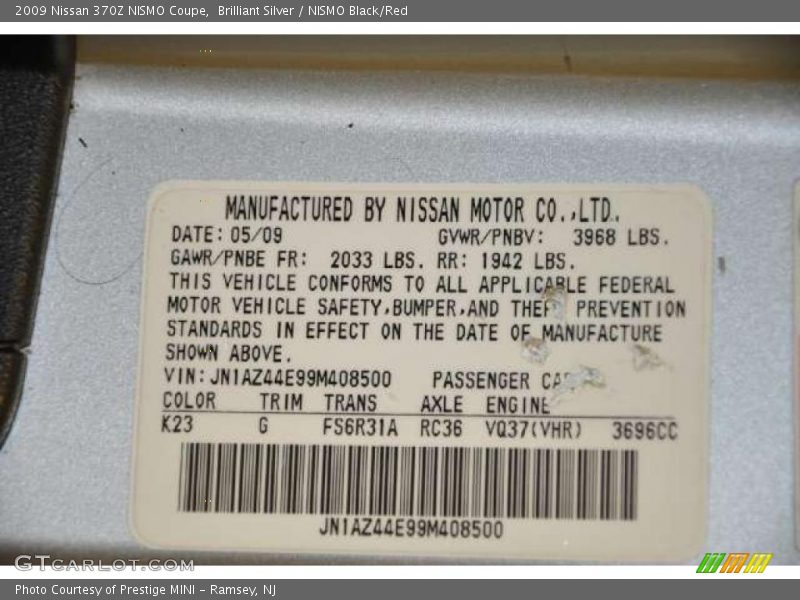 2009 Nissan 370Z NISMO Coupe,  Brilliant Silver / NISMO Black/Red
MANUFACTURED BY NISSAN MOTOR CO.,LTD.
DATE: 05/09 GVWR/PNBV: 3968 LBS.
GAWR/PNBE FR: 2033 LBS. RR: 1942 LBS.
THIS VEHICLE CONFORMS TO ALL APPLICABLE FEDERAL
MOTOR VEHICLE SAFETY,BUMPER,AND THEFT PREVENTION
STANDARDS IN EFFECT ON THE DATE OF MANUFACTURE
SHOWN ABOVE.
VIN: JN1AZ44E99M408500 PASSENGER CAR
COLOR TRIM TRANS AXLE ENGINE
K23 G FS6R31A RC36 VQ37(VHR) 3696CC
JN1AZ44E99M408500
GTCarLot.com
Photo Courtesy of Prestige MINI – Ramsey, NJ